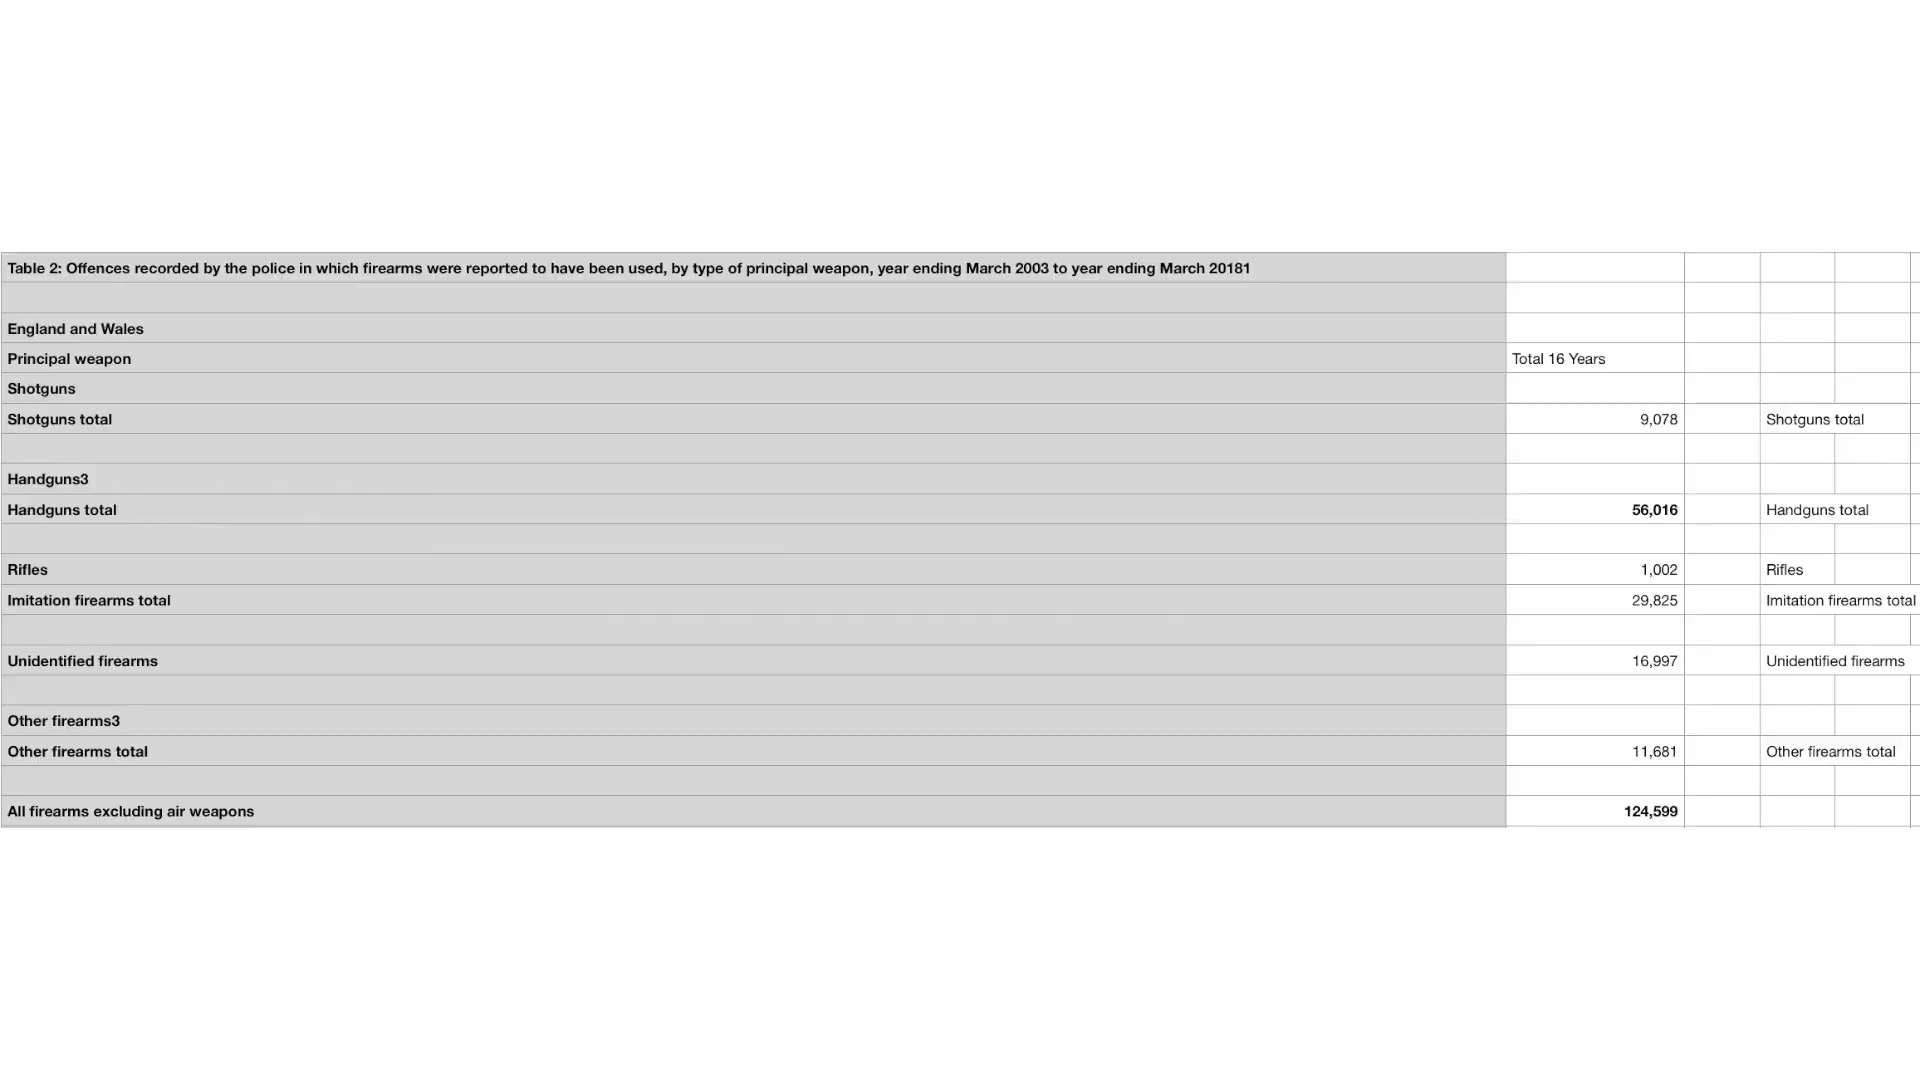 Table 2: Offences recorded by the police in which firearms were reported to have been used, by type of principal weapon, year ending March 2003 to year ending March 20181
England and Wales
Principal weapon Total 16 Years
Shotguns
Shotguns total 9,078 Shotguns total
Handguns3
Handguns total 56,016 Handguns total
Rifles 1,002 Rifles
Imitation firearms total 29,825 Imitation firearms total
Unidentified firearms 16,997 Unidentified firearms
Other firearms3
Other firearms total 11,681 Other firearms total
All firearms excluding air weapons 124,599